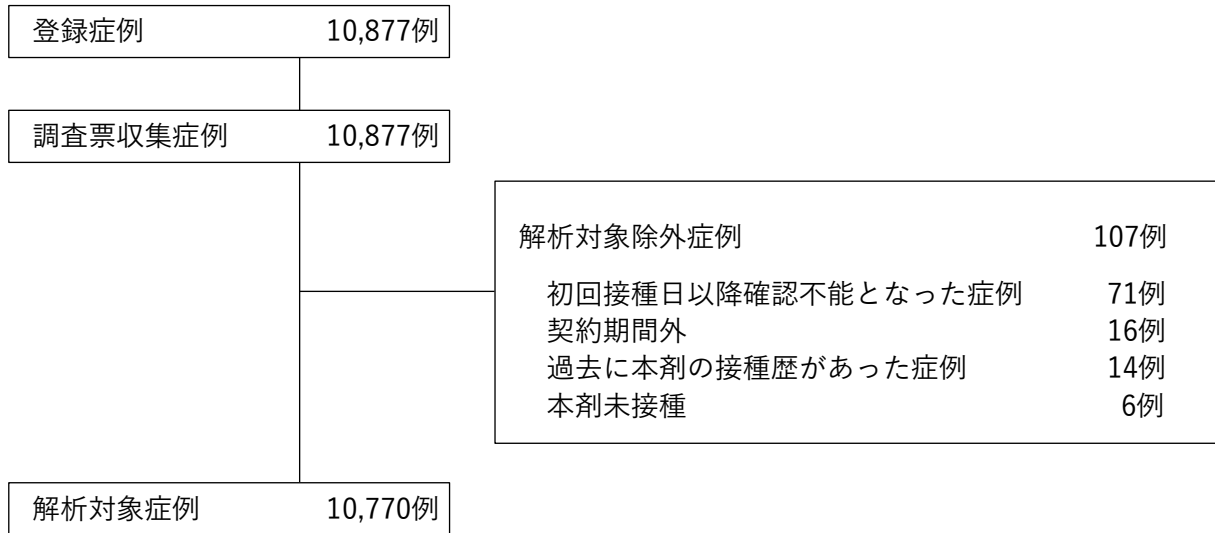 登録症例 10,877例
調査票収集症例 10,877例
解析対象除外症例 107例
初回接種日以降確認不能となった症例 71例
契約期間外 16例
過去に本剤の接種歴があった症例 14例
本剤未接種 6例
解析対象症例 10,770例